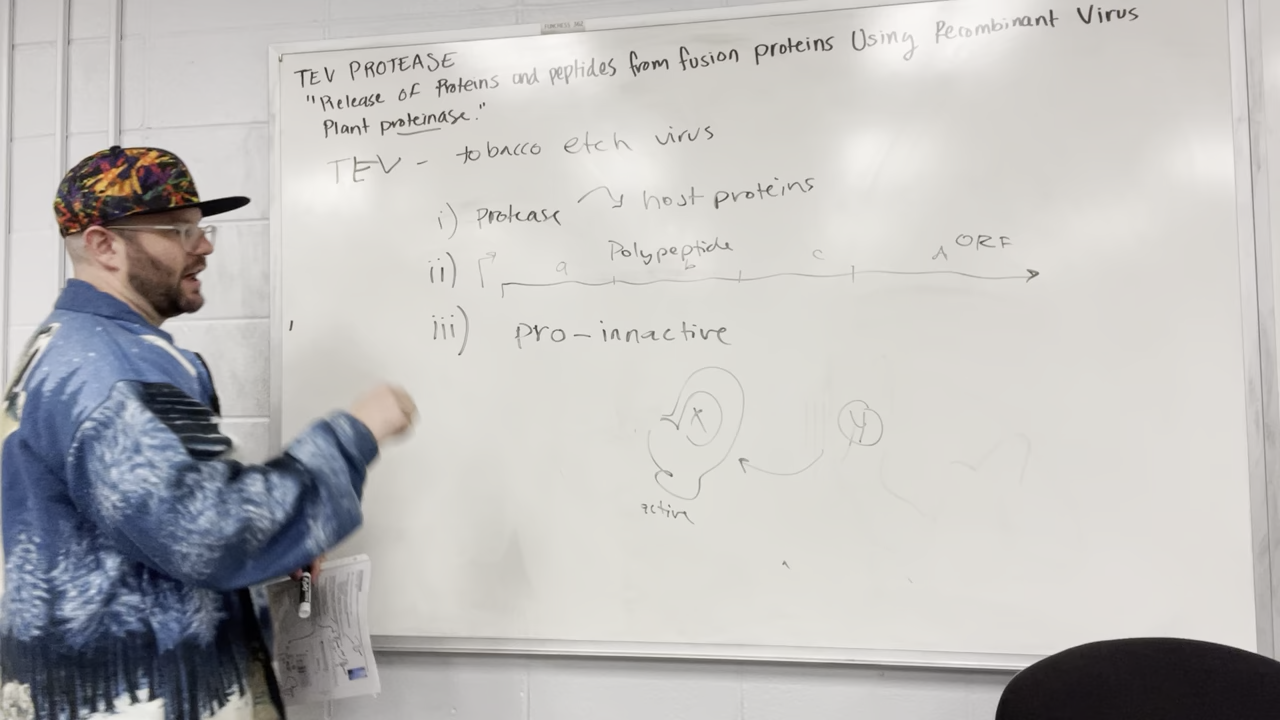 TEV PROTEASE
"Release of Proteins and peptides from fusion proteins Using Recombinant Virus
Plant proteinase."
TEV - tobacco etch virus
i) Protease → host proteins
ii) Polypeptide ORF
a b c
iii) pro-innactive
X
Y
active